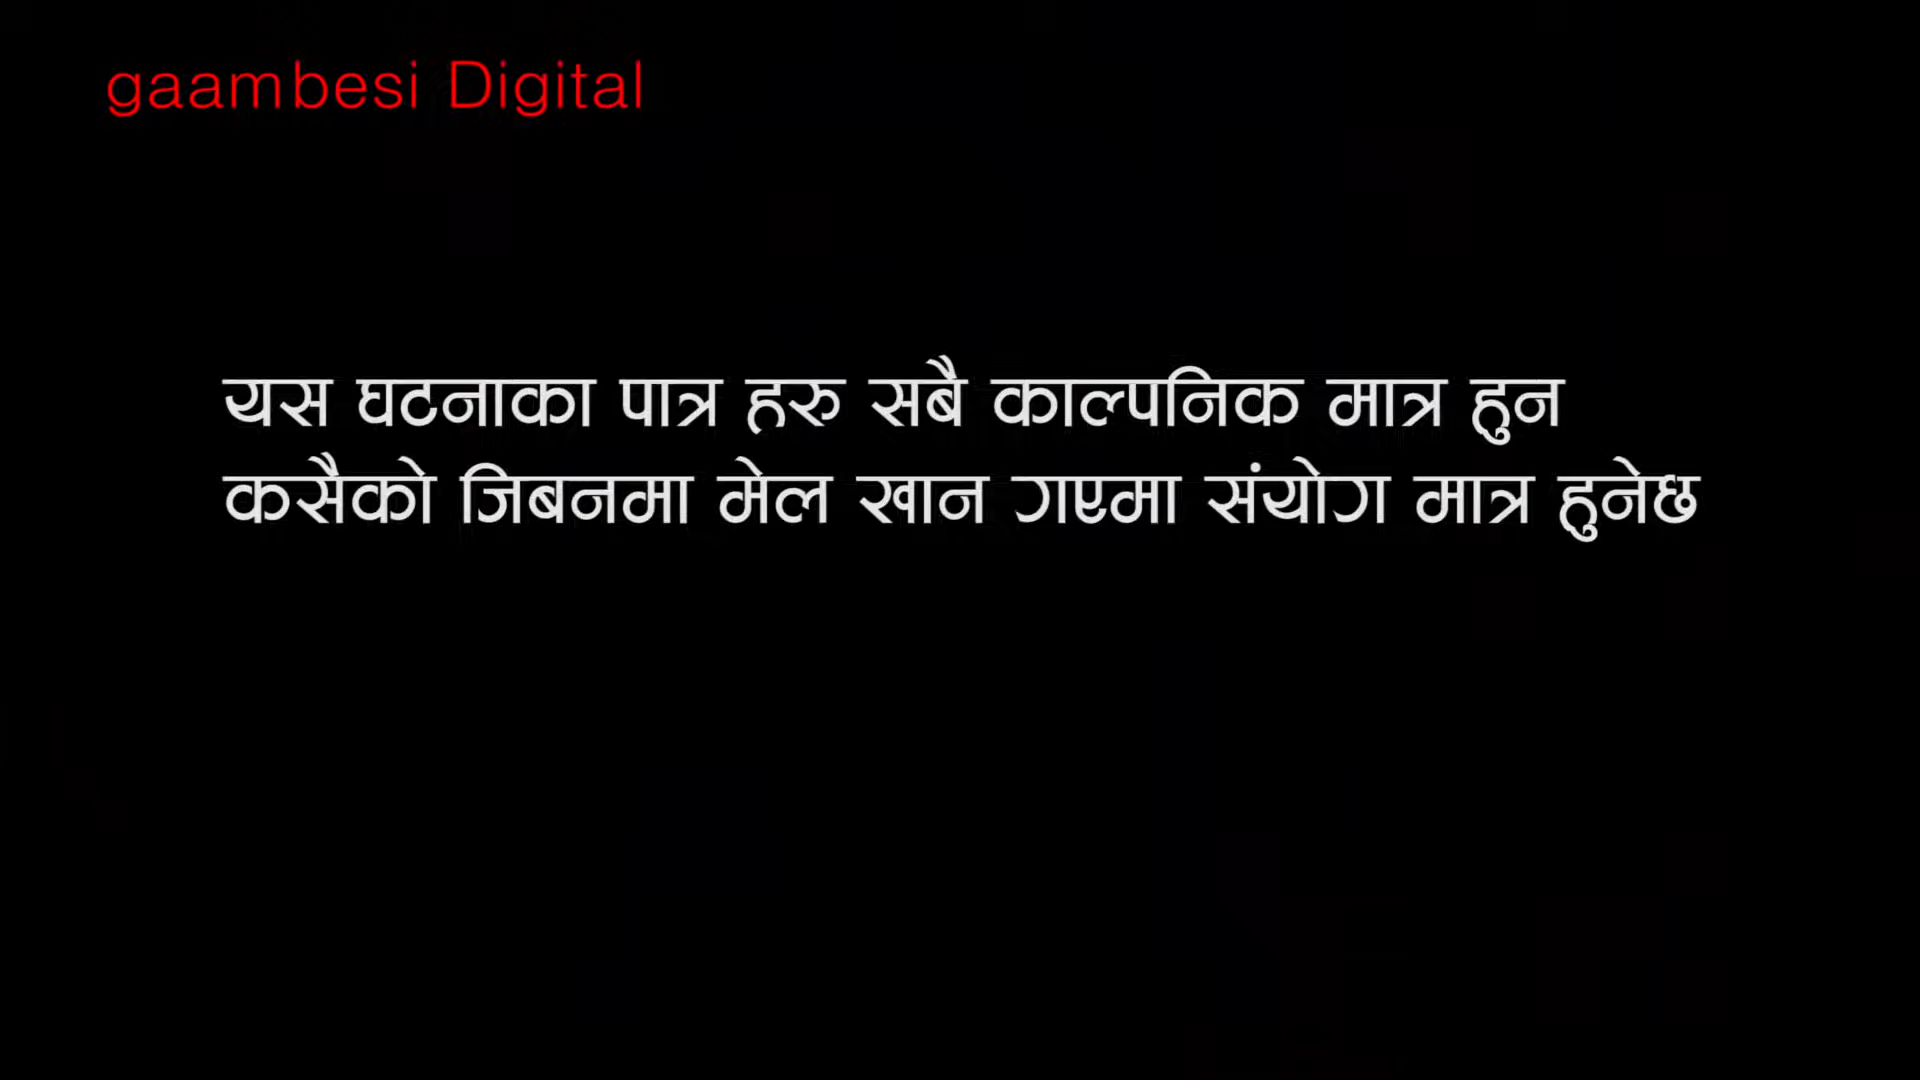 gaambesi Digital
यस घटनाका पात्र हरु सबै काल्पनिक मात्र हुन
कसैको जिबनमा मेल खान गएमा संयोग मात्र हुनेछ